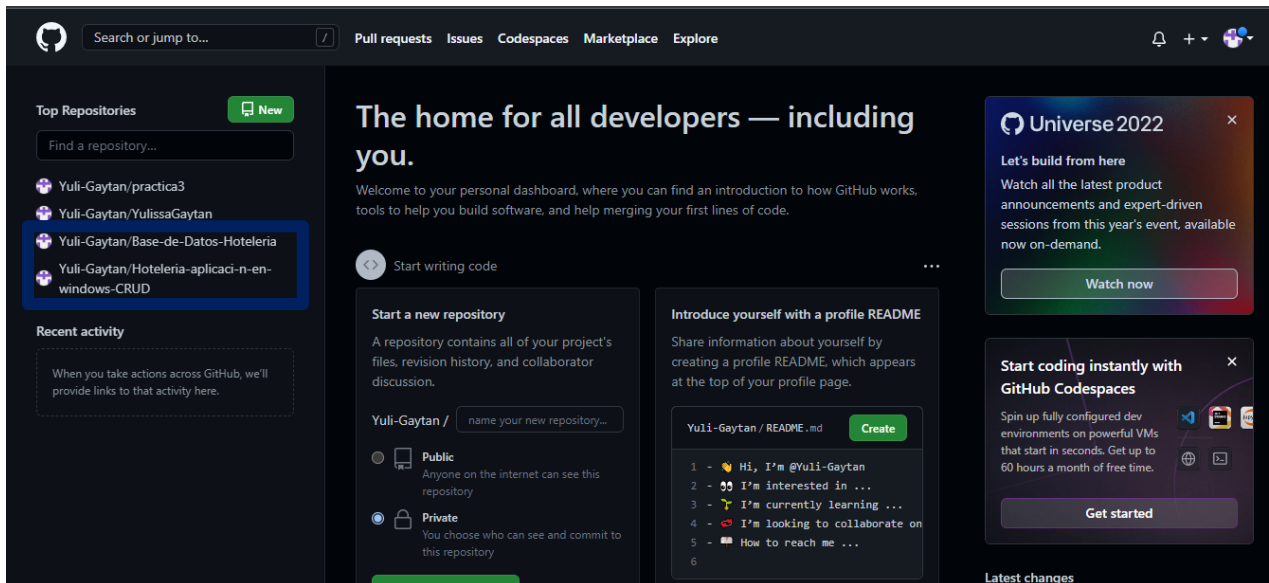 Search or jump to...
/
Pull requests Issues Codespaces Marketplace Explore
Top Repositories
New
Find a repository...
Yuli-Gaytan/practica3
Yuli-Gaytan/YulissaGaytan
Yuli-Gaytan/Base-de-Datos-Hoteleria
Yuli-Gaytan/Hoteleria-aplicaci-n-en-
windows-CRUD
Recent activity
When you take actions across GitHub, we'll
provide links to that activity here.
The home for all developers — including
you.
Welcome to your personal dashboard, where you can find an introduction to how GitHub works,
tools to help you build software, and help merging your first lines of code.
<> Start writing code
...
Start a new repository
A repository contains all of your project's
files, revision history, and collaborator
discussion.
Yuli-Gaytan / name your new repository...
Public
Anyone on the internet can see this
repository
Private
You choose who can see and commit to
this repository
Introduce yourself with a profile README
Share information about yourself by
creating a profile README, which appears
at the top of your profile page.
Yuli-Gaytan / README.md
Create
1 - 👋 Hi, I'm @Yuli-Gaytan
2 - 👀 I'm interested in ...
3 - 🌱 I'm currently learning ...
4 - 💞️ I'm looking to collaborate on
5 - 📫 How to reach me ...
6
Universe 2022
Let's build from here
Watch all the latest product
announcements and expert-driven
sessions from this year's event, available
now on-demand.
Watch now
Start coding instantly with
GitHub Codespaces
Spin up fully configured dev
environments on powerful VMs
that start in seconds. Get up to
60 hours a month of free time.
Get started
Latest changes